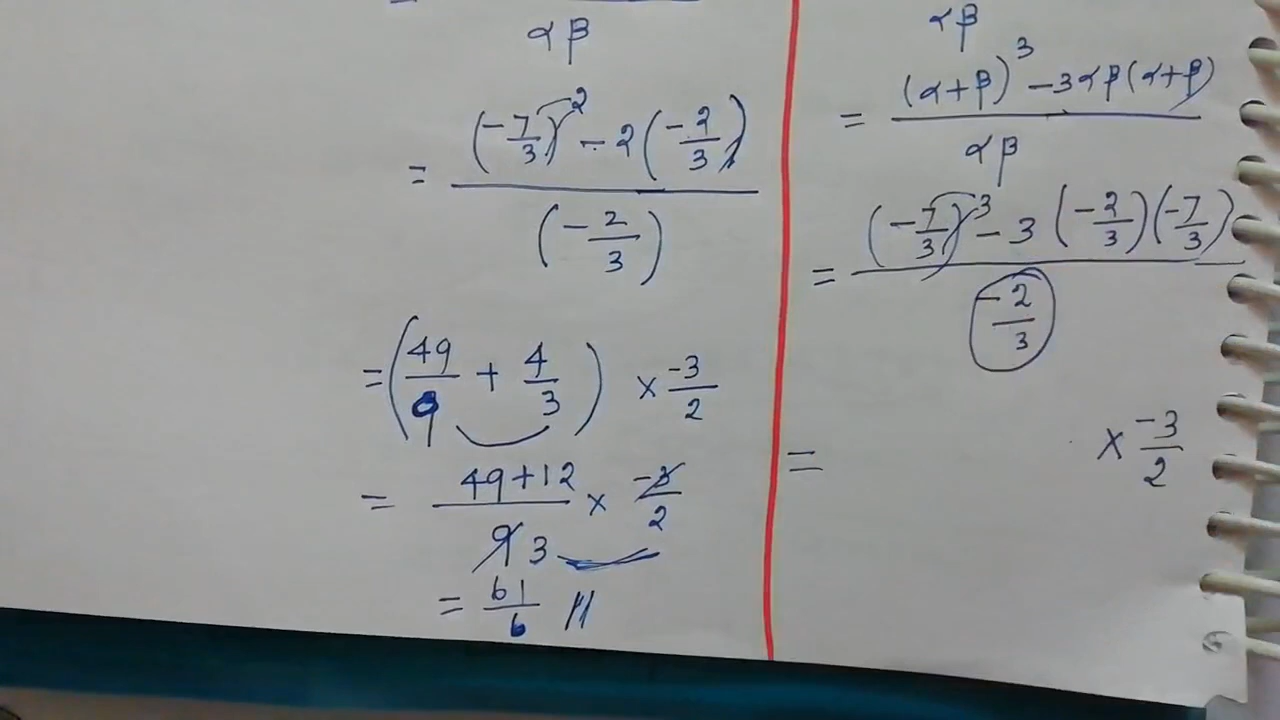 αβ
= ((-7/3)^2 - 2(-2/3)) / (-2/3)
= (49/9 + 4/3) × -3/2
= (49+12)/9 3 × -3/2
= 61/6 //
αβ
= ((α+β)^3 - 3αβ(α+β)) / αβ
= ((-7/3)^3 - 3(-2/3)(-7/3)) / (-2/3)
= × -3/2